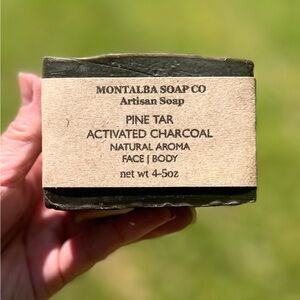 MONTALBA SOAP CO
Artisan Soap
PINE TAR
ACTIVATED CHARCOAL
NATURAL AROMA
FACE | BODY
net wt 4-5oz